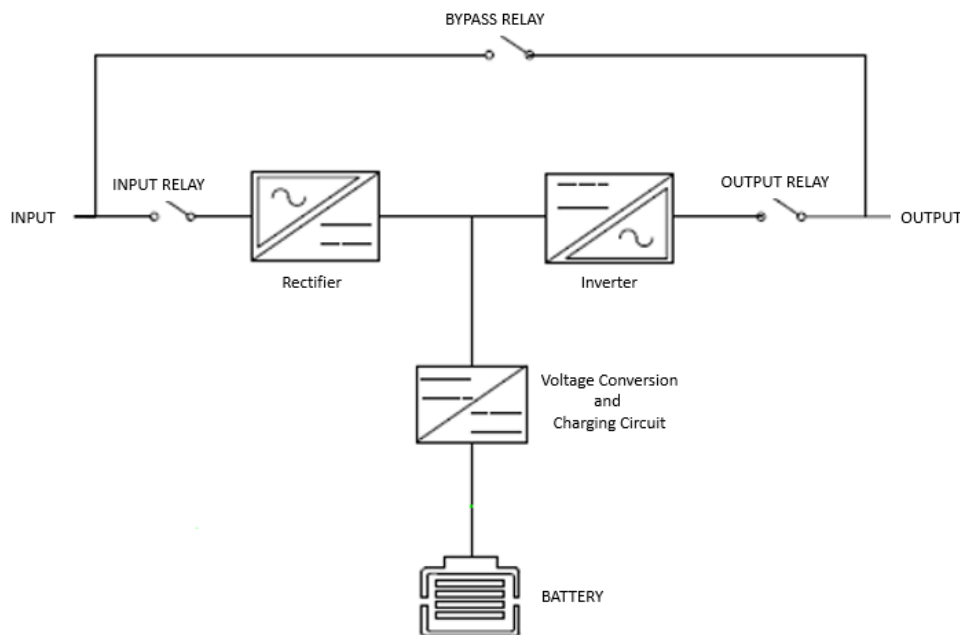 BYPASS RELAY
INPUT RELAY
OUTPUT RELAY
INPUT
OUTPUT
Rectifier
Inverter
Voltage Conversion
and
Charging Circuit
BATTERY